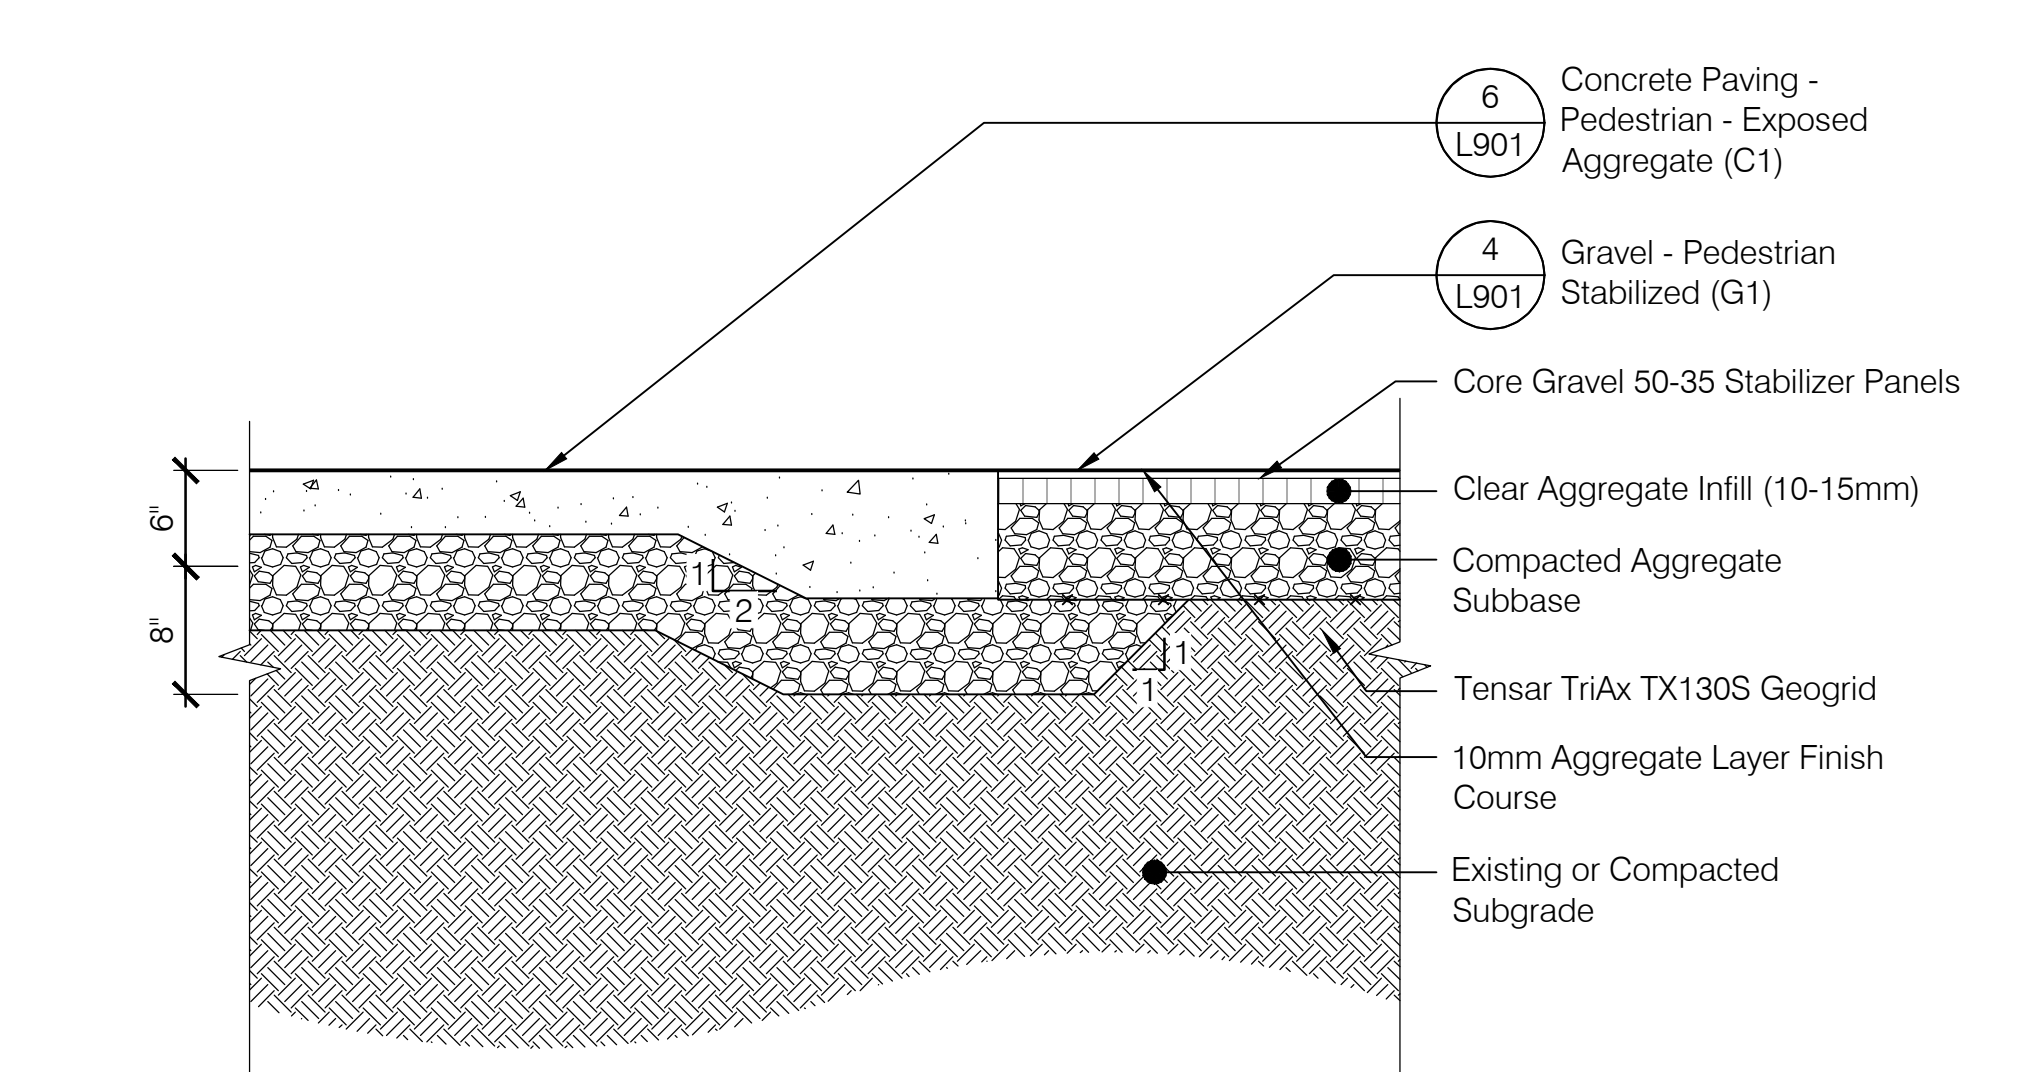 6
L901
Concrete Paving -
Pedestrian - Exposed
Aggregate (C1)
4
L901
Gravel - Pedestrian
Stabilized (G1)
Core Gravel 50-35 Stabilizer Panels
Clear Aggregate Infill (10-15mm)
6"
Compacted Aggregate
Subbase
1
2
8"
1
1
Tensar TriAx TX130S Geogrid
10mm Aggregate Layer Finish
Course
Existing or Compacted
Subgrade